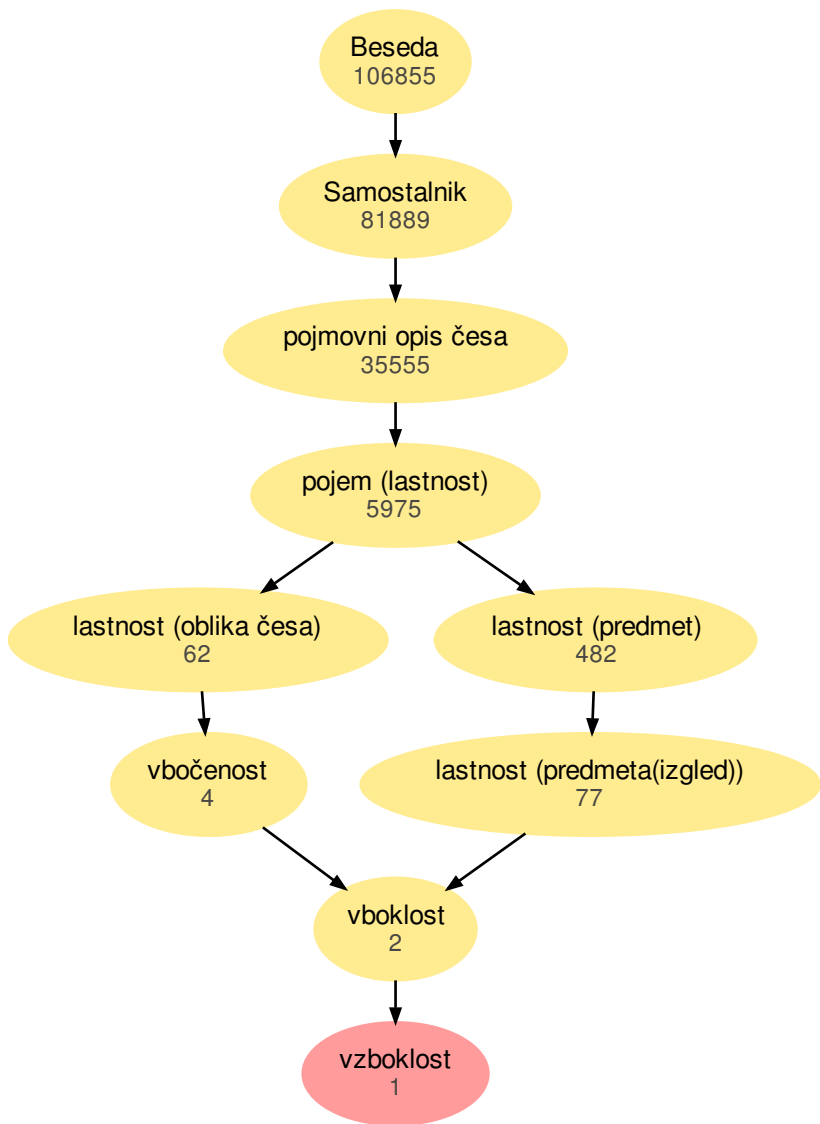 Beseda
106855
Samostalnik
81889
pojmovni opis česa
35555
pojem (lastnost)
5975
lastnost (oblika česa)
62
lastnost (predmet)
482
vbočenost
4
lastnost (predmeta(izgled))
77
vboklost
2
vzboklost
1